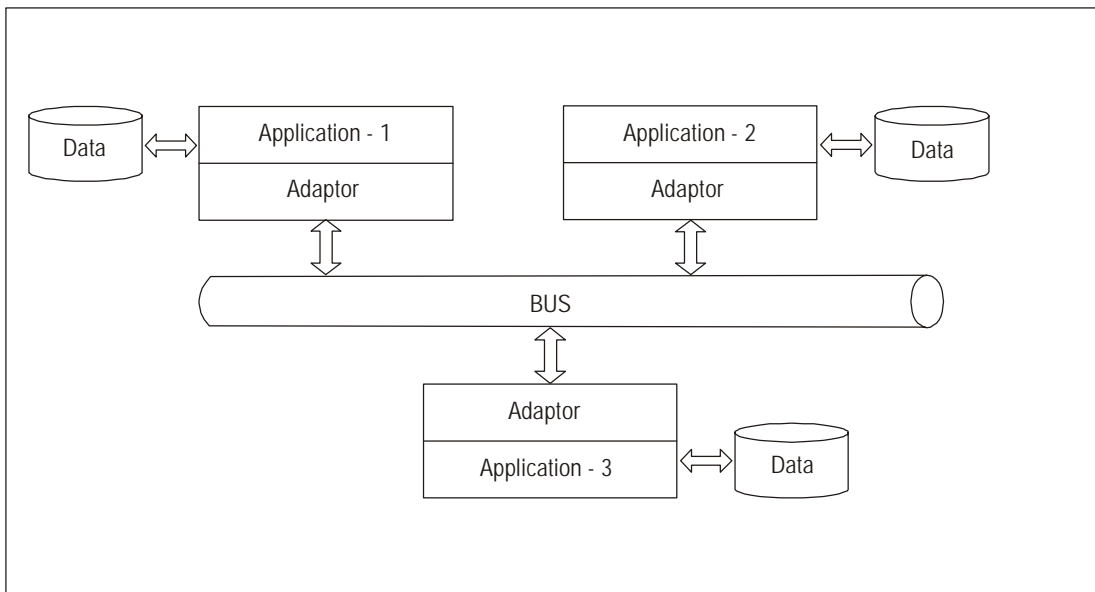 Data
Application - 1
Adaptor
Application - 2
Adaptor
Data
BUS
Adaptor
Application - 3
Data